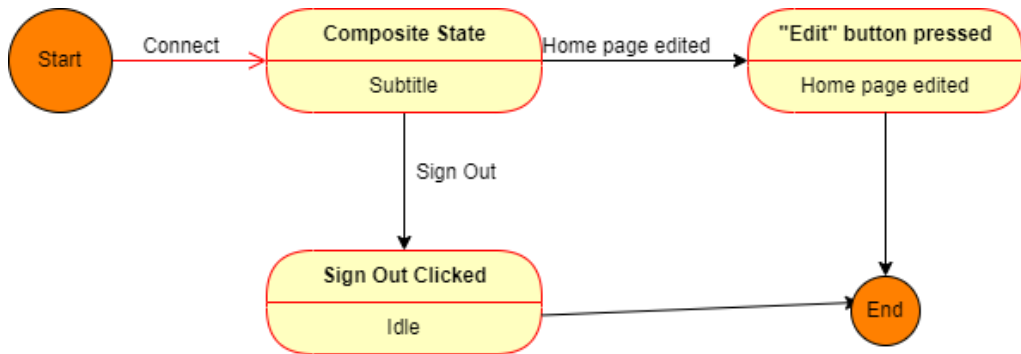 Start
Connect
Composite State
Subtitle
Home page edited
"Edit" button pressed
Home page edited
Sign Out
Sign Out Clicked
Idle
End